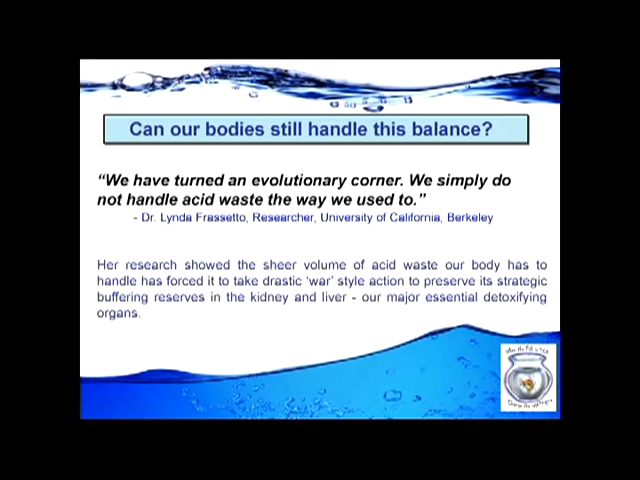 Can our bodies still handle this balance?
“We have turned an evolutionary corner. We simply do
not handle acid waste the way we used to.”
- Dr. Lynda Frassetto, Researcher, University of California, Berkeley
Her research showed the sheer volume of acid waste our body has to
handle has forced it to take drastic ‘war’ style action to preserve its strategic
buffering reserves in the kidney and liver - our major essential detoxifying
organs.